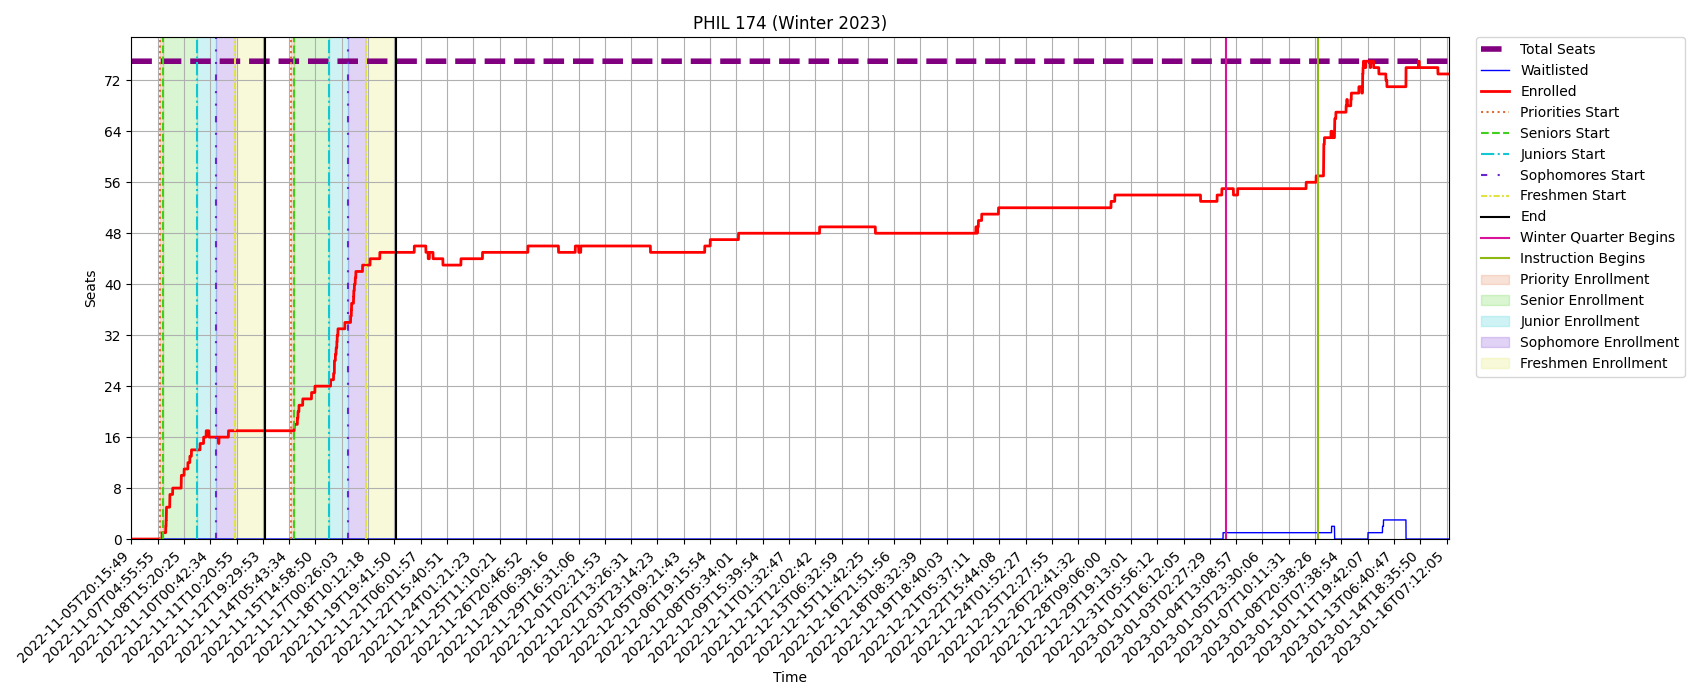 PHIL 174 (Winter 2023)
Seats
72
64
56
48
40
32
24
16
8
0
2022-11-05T20:15:49
2022-11-07T04:55:55
2022-11-08T15:20:25
2022-11-10T00:42:34
2022-11-11T10:20:55
2022-11-12T19:29:53
2022-11-14T05:43:34
2022-11-15T14:58:50
2022-11-17T00:26:03
2022-11-18T10:12:18
2022-11-19T19:41:50
2022-11-21T06:01:57
2022-11-22T15:40:51
2022-11-24T01:21:23
2022-11-25T11:10:21
2022-11-26T20:46:52
2022-11-28T06:39:16
2022-11-29T16:31:06
2022-12-01T02:21:53
2022-12-02T13:26:31
2022-12-03T23:14:23
2022-12-05T09:21:43
2022-12-06T19:15:54
2022-12-08T05:34:01
2022-12-09T15:39:54
2022-12-11T01:32:47
2022-12-12T12:02:42
2022-12-13T06:32:59
2022-12-15T11:42:25
2022-12-16T21:51:56
2022-12-18T08:32:39
2022-12-19T18:40:03
2022-12-21T05:37:11
2022-12-22T15:44:08
2022-12-24T01:52:27
2022-12-25T12:27:55
2022-12-26T22:41:32
2022-12-28T09:06:00
2022-12-29T19:13:01
2022-12-31T05:56:12
2023-01-01T16:12:05
2023-01-03T02:27:29
2023-01-04T13:08:57
2023-01-05T23:30:06
2023-01-07T10:11:31
2023-01-08T20:38:26
2023-01-10T07:38:54
2023-01-11T19:42:07
2023-01-13T06:40:47
2023-01-14T18:35:50
2023-01-16T07:12:05
Time
Total Seats
Waitlisted
Enrolled
Priorities Start
Seniors Start
Juniors Start
Sophomores Start
Freshmen Start
End
Winter Quarter Begins
Instruction Begins
Priority Enrollment
Senior Enrollment
Junior Enrollment
Sophomore Enrollment
Freshmen Enrollment